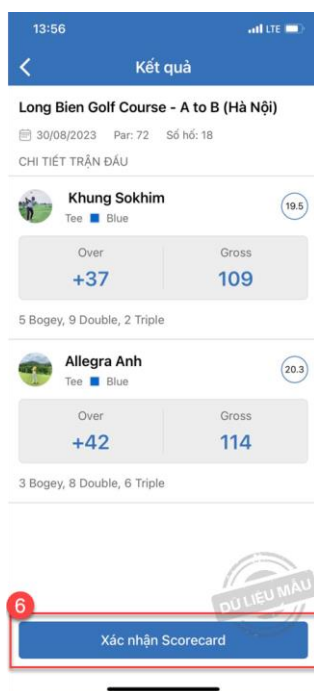 13:56 LTE
Kết quả
Long Bien Golf Course - A to B (Hà Nội)
30/08/2023 Par: 72 Số hố: 18
CHI TIẾT TRẬN ĐẤU
Khung Sokhim 19.5
Tee Blue
Over Gross
+37 109
5 Bogey, 9 Double, 2 Triple
Allegra Anh 20.3
Tee Blue
Over Gross
+42 114
3 Bogey, 8 Double, 6 Triple
DỮ LIỆU MẪU
6
Xác nhận Scorecard